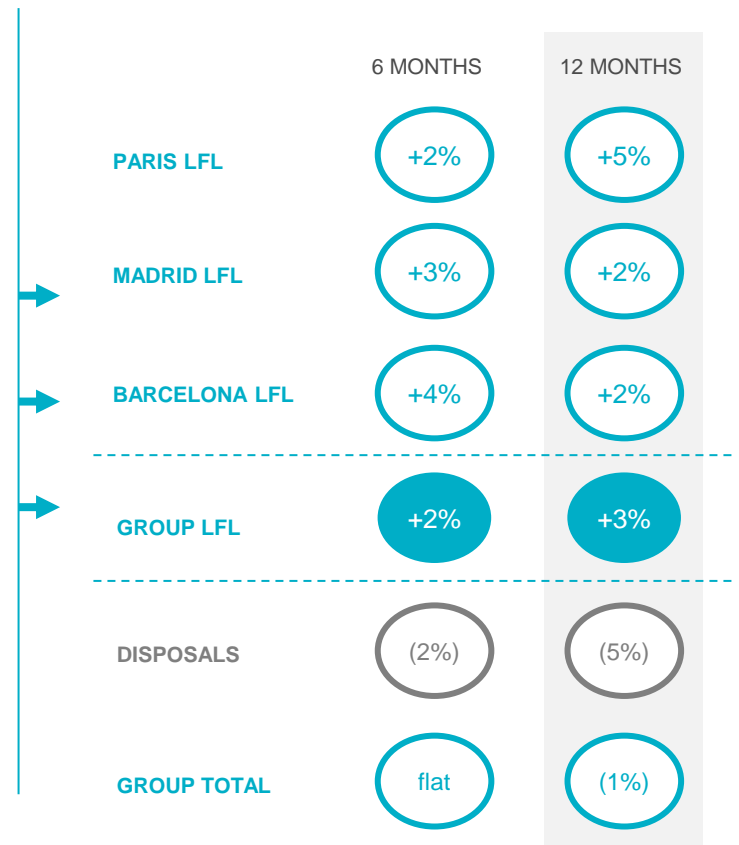 6 MONTHS 12 MONTHS
PARIS LFL +2% +5%
MADRID LFL +3% +2%
BARCELONA LFL +4% +2%
GROUP LFL +2% +3%
DISPOSALS (2%) (5%)
GROUP TOTAL flat (1%)